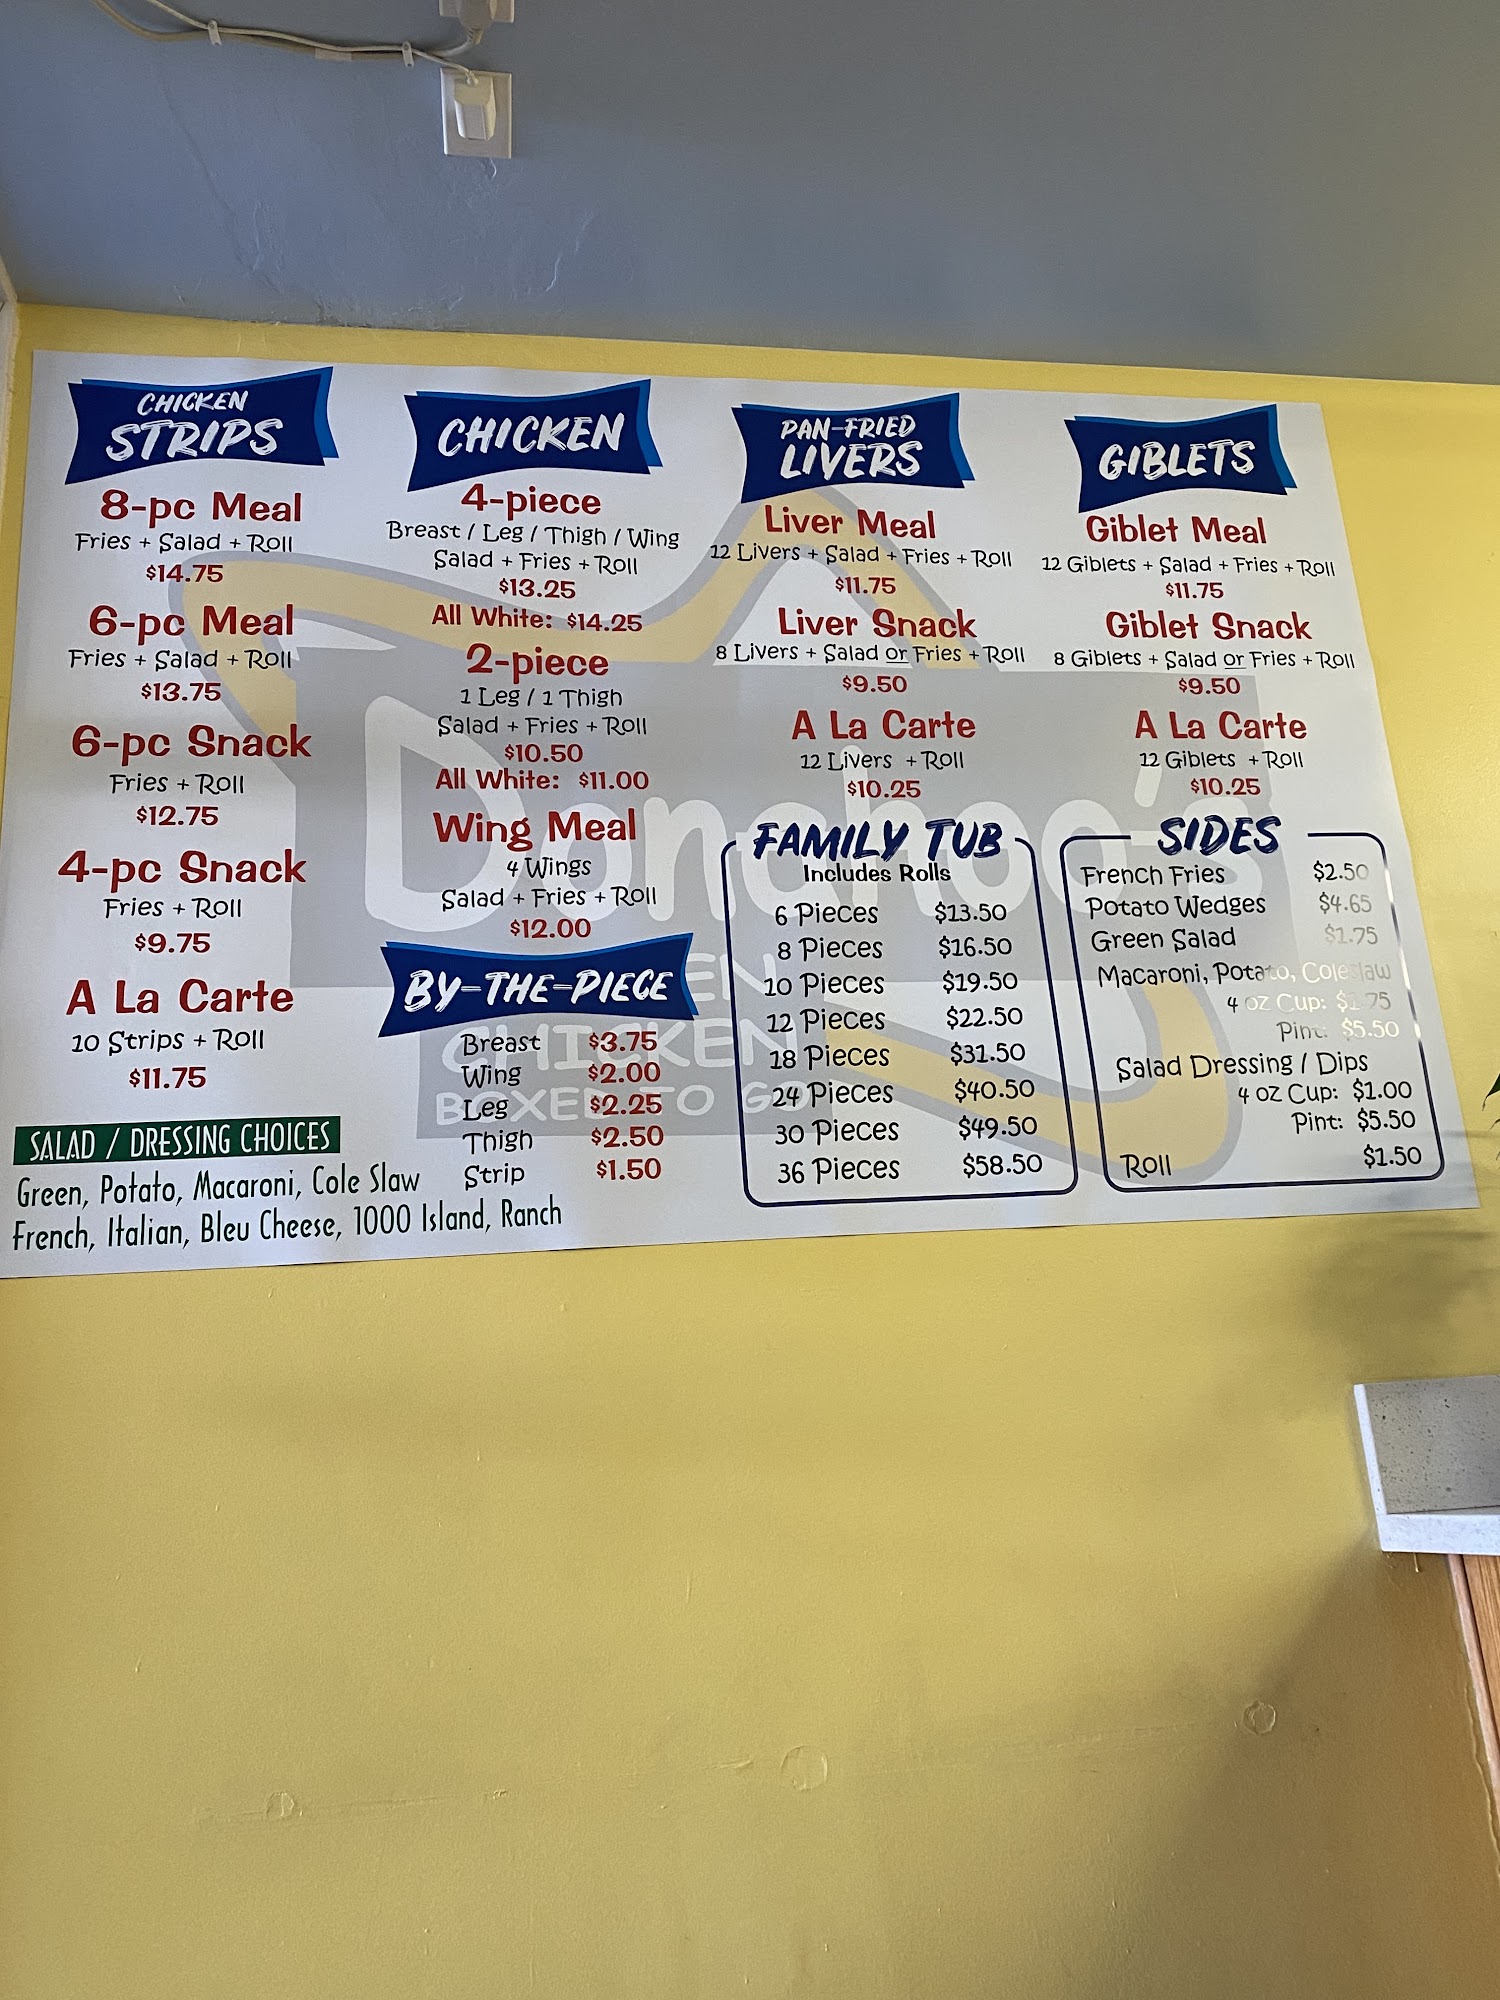 CHICKEN
STRIPS
8-pc Meal
Fries + Salad + Roll
$14.75
6-pc Meal
Fries + Salad + Roll
$13.75
6-pc Snack
Fries + Roll
$12.75
4-pc Snack
Fries + Roll
$9.75
A La Carte
10 Strips + Roll
$11.75
SALAD / DRESSING CHOICES
Green, Potato, Macaroni, Cole Slaw
French, Italian, Bleu Cheese, 1000 Island, Ranch
CHICKEN
4-piece
Breast / Leg / Thigh / Wing
Salad + Fries + Roll
$13.25
All White: $14.25
2-piece
1 Leg / 1 Thigh
Salad + Fries + Roll
$10.50
All White: $11.00
Wing Meal
4 Wings
Salad + Fries + Roll
$12.00
BY-THE-PIECE
Breast $3.75
Wing $2.00
Leg $2.25
Thigh $2.50
Strip $1.50
PAN-FRIED
LIVERS
Liver Meal
12 Livers + Salad + Fries + Roll
$11.75
Liver Snack
8 Livers + Salad or Fries + Roll
$9.50
A La Carte
12 Livers + Roll
$10.25
FAMILY TUB
Includes Rolls
6 Pieces $13.50
8 Pieces $16.50
10 Pieces $19.50
12 Pieces $22.50
18 Pieces $31.50
24 Pieces $40.50
30 Pieces $49.50
36 Pieces $58.50
GIBLETS
Giblet Meal
12 Giblets + Salad + Fries + Roll
$11.75
Giblet Snack
8 Giblets + Salad or Fries + Roll
$9.50
A La Carte
12 Giblets + Roll
$10.25
SIDES
French Fries $2.50
Potato Wedges $4.65
Green Salad $1.75
Macaroni, Potato, Coleslaw
4 oz Cup: $1.75
Pint: $5.50
Salad Dressing / Dips
4 oz Cup: $1.00
Pint: $5.50
Roll $1.50
Donahoo's
CHICKEN
BOXED TO GO